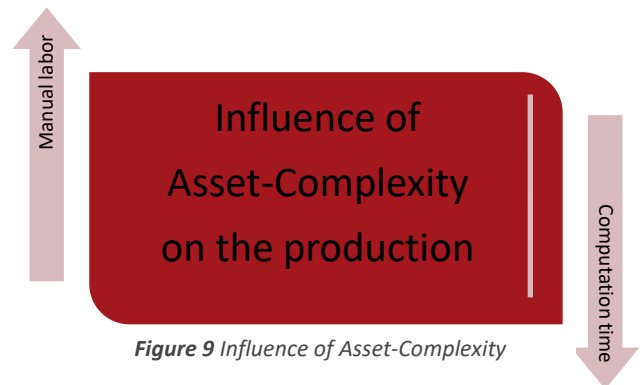 Manual labor
Influence of
Asset-Complexity
on the production
Computation time
Figure 9 Influence of Asset-Complexity